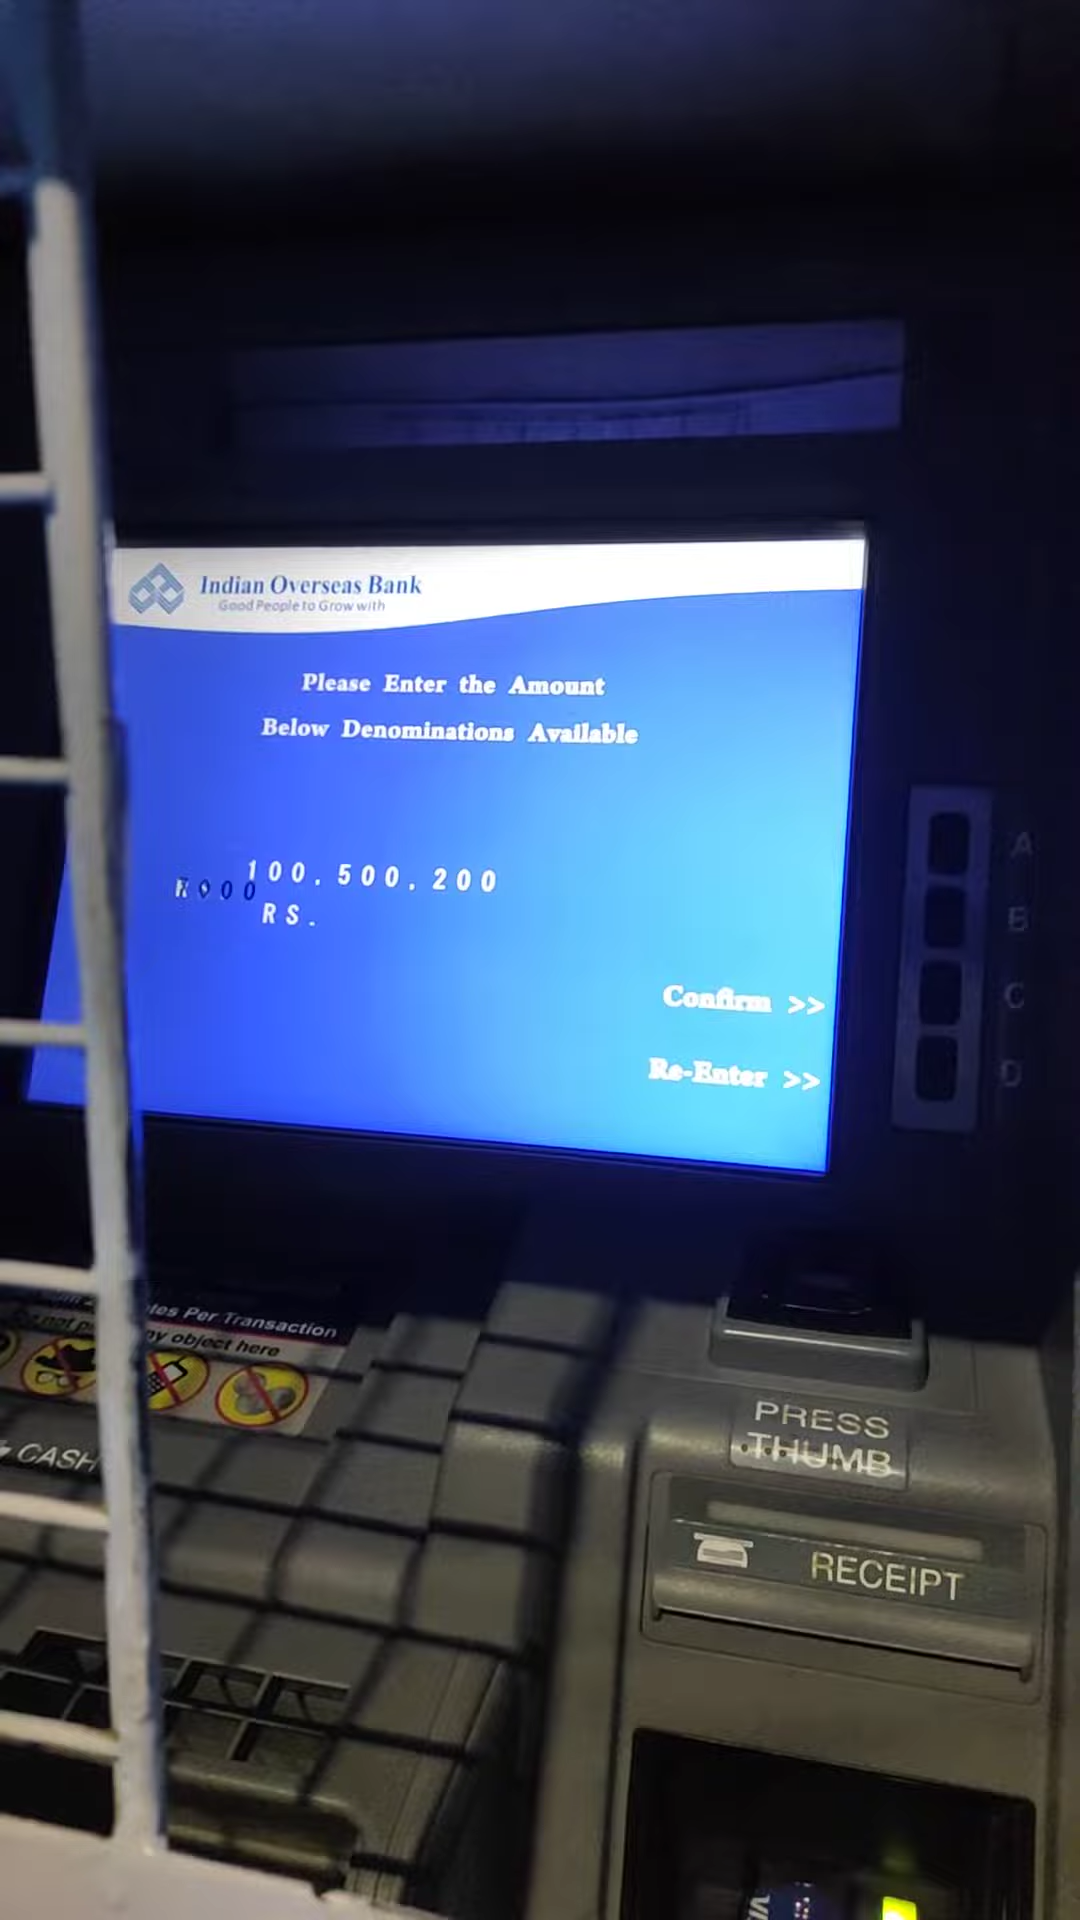 Indian Overseas Bank
Good People to Grow with
Please Enter the Amount
Below Denominations Available
100.500.200
000
RS.
Confirm >>
Re-Enter >>
A
B
C
D
Per Transaction
object here
CASH
PRESS
THUMB
RECEIPT